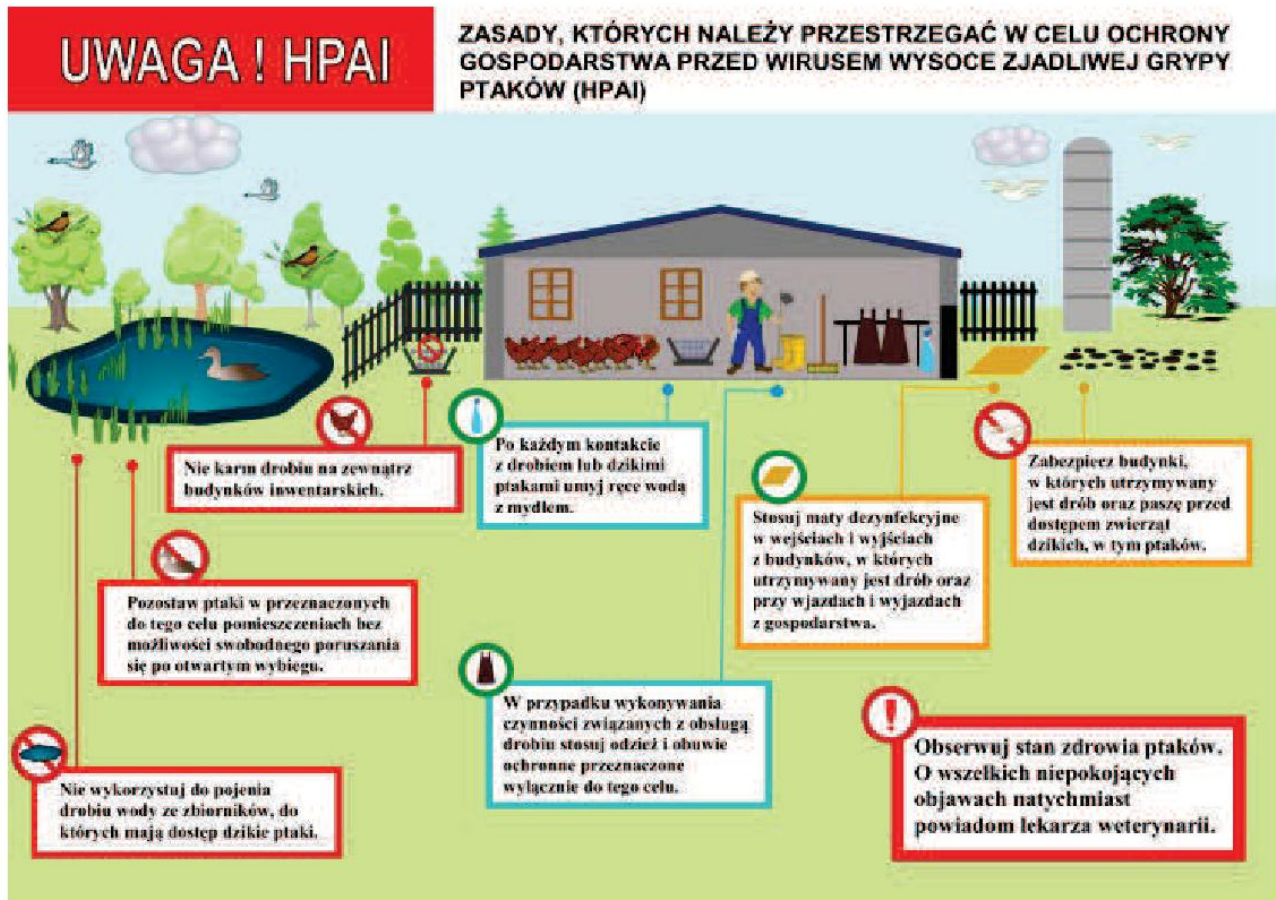 UWAGA ! HPAI
ZASADY, KTÓRYCH NALEŻY PRZESTRZEGAĆ W CELU OCHRONY
GOSPODARSTWA PRZED WIRUSEM WYSOCE ZJADLIWEJ GRYPY
PTAKÓW (HPAI)
Nie karm drobiu na zewnątrz
budynków inwentarskich.
Po każdym kontakcie
z drobiem lub dzikimi
ptakami umyj ręce wodą
z mydłem.
Stosuj maty dezynfekcyjne
w wejściach i wyjściach
z budynków, w których
utrzymywany jest drób oraz
przy wjazdach i wyjazdach
z gospodarstwa.
Zabezpiecz budynki,
w których utrzymywany
jest drób oraz paszę przed
dostępem zwierząt
dzikich, w tym ptaków.
Pozostaw ptaki w przeznaczonych
do tego celu pomieszczeniach bez
możliwości swobodnego poruszania
się po otwartym wybiegu.
W przypadku wykonywania
czynności związanych z obsługą
drobiu stosuj odzież i obuwie
ochronne przeznaczone
wyłącznie do tego celu.
Nie wykorzystuj do pojenia
drobiu wody ze zbiorników, do
których mają dostęp dzikie ptaki.
Obserwuj stan zdrowia ptaków.
O wszelkich niepokojących
objawach natychmiast
powiadom lekarza weterynarii.